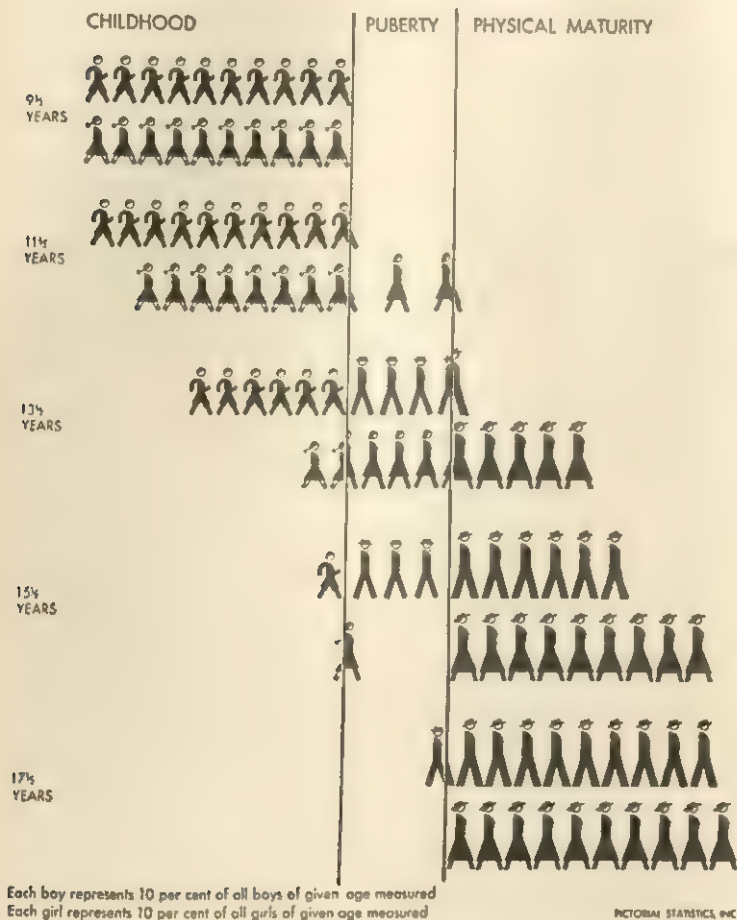 CHILDHOOD PUBERTY PHYSICAL MATURITY
9½
YEARS
11½
YEARS
13½
YEARS
15½
YEARS
17½
YEARS
Each boy represents 10 per cent of all boys of given age measured
Each girl represents 10 per cent of all girls of given age measured
PICTORIAL STATISTICS, INC.